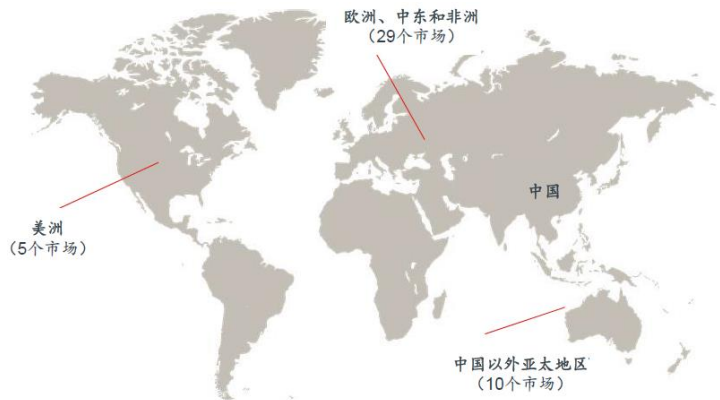 欧洲、中东和非洲
（29个市场）
中国
美洲
（5个市场）
中国以外亚太地区
（10个市场）